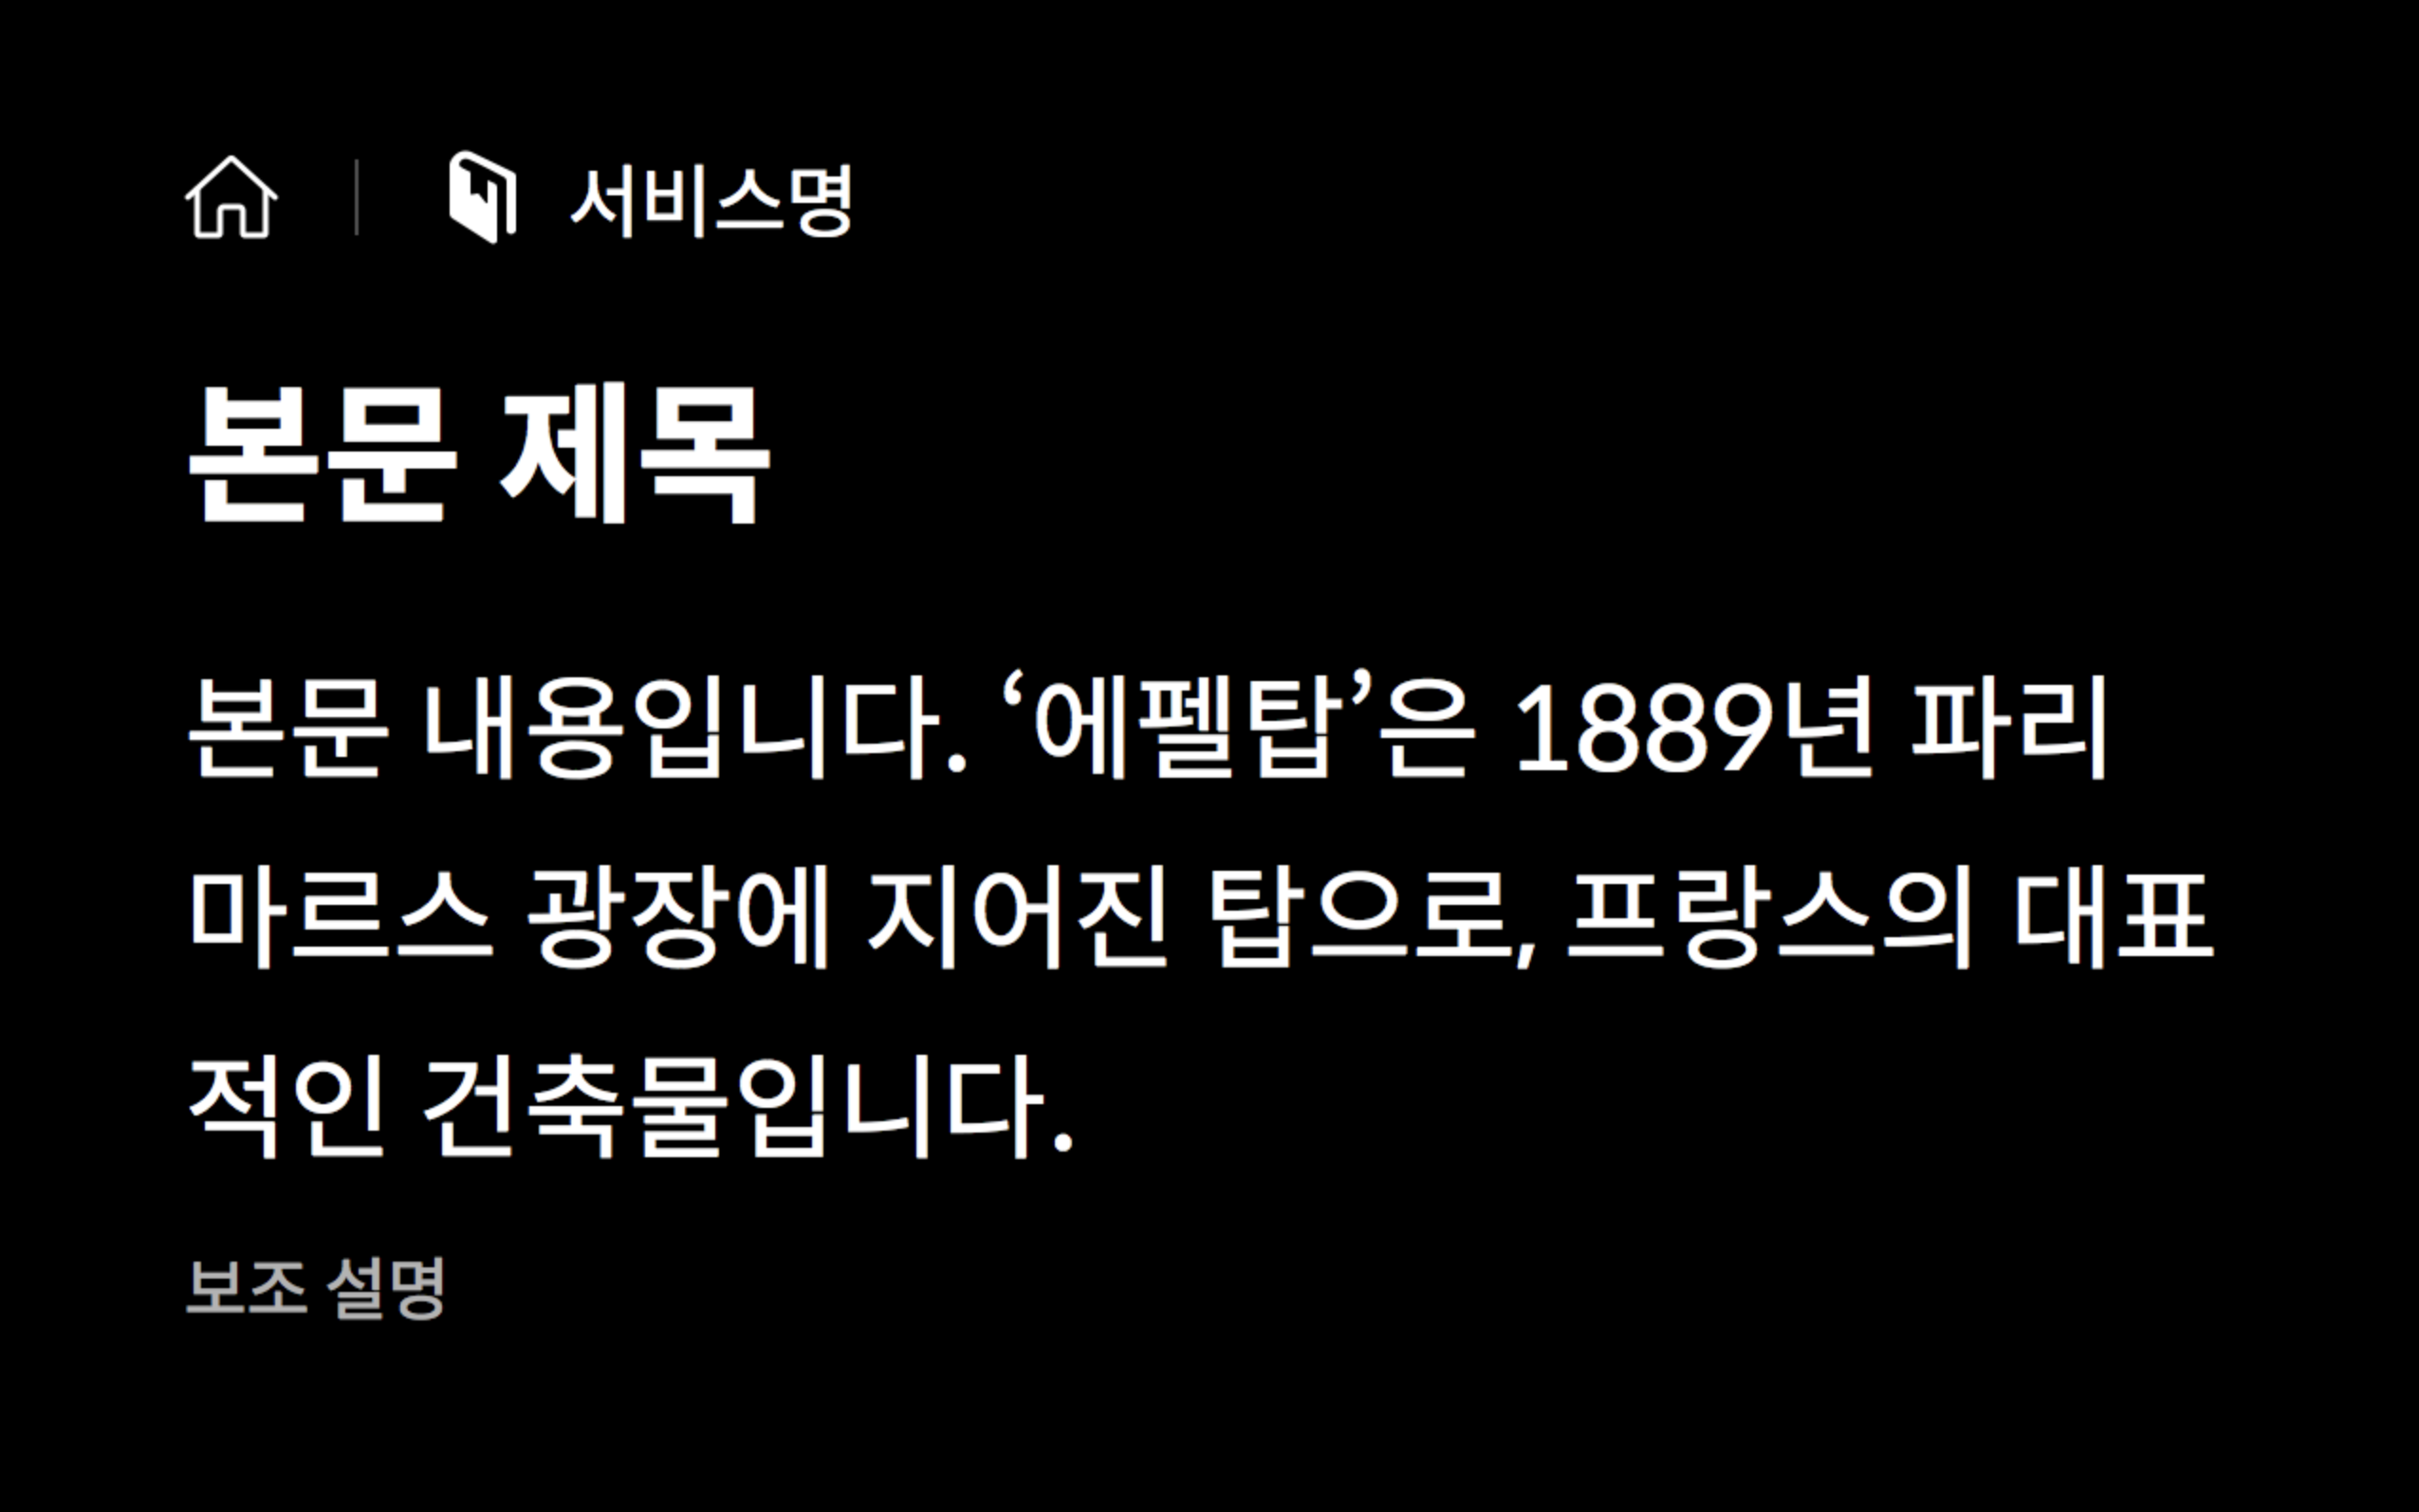 서비스명
본문 제목
본문 내용입니다. ‘에펠탑’은 1889년 파리
마르스 광장에 지어진 탑으로, 프랑스의 대표
적인 건축물입니다.
보조 설명